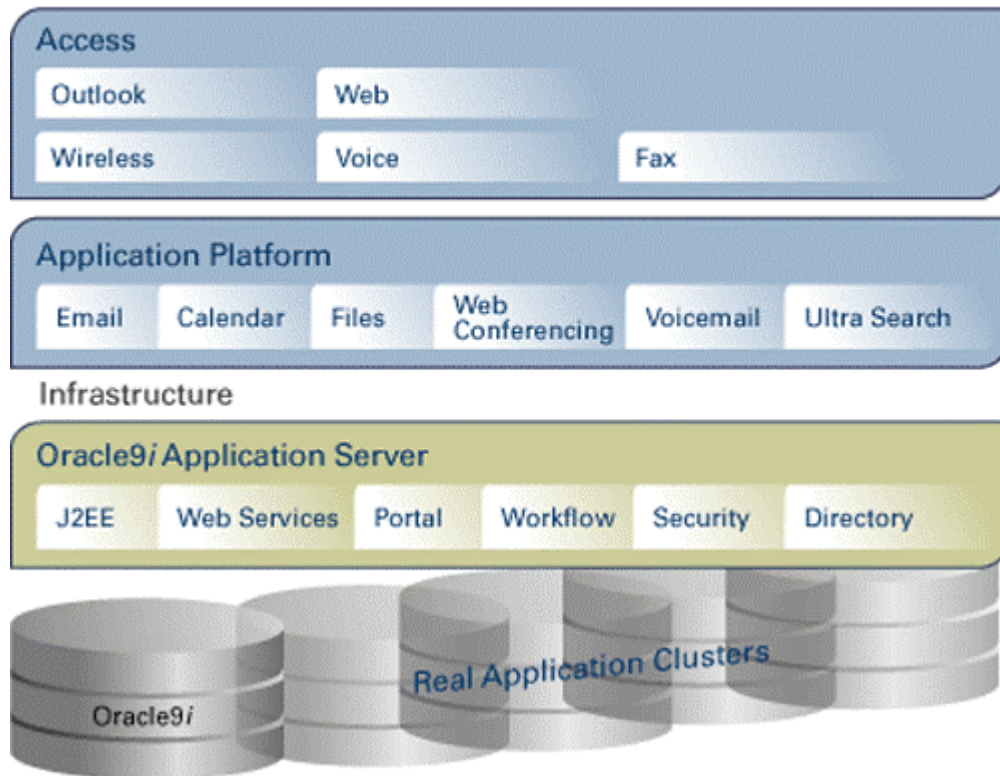 Access
Outlook Web
Wireless Voice Fax
Application Platform
Email Calendar Files Web Conferencing Voicemail Ultra Search
Infrastructure
Oracle9i Application Server
J2EE Web Services Portal Workflow Security Directory
Real Application Clusters
Oracle9i